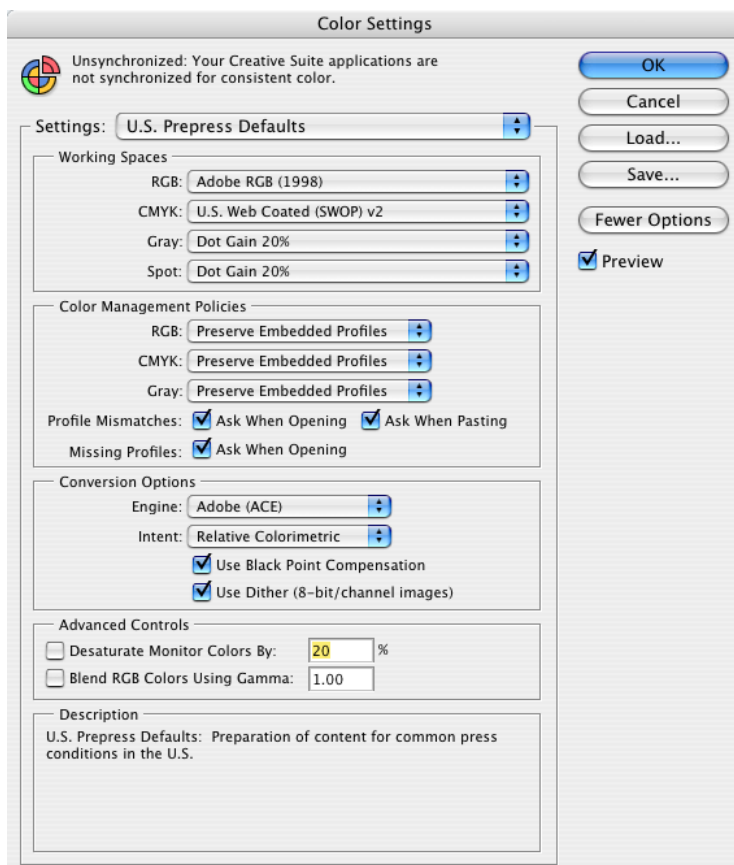 Color Settings
Unsynchronized: Your Creative Suite applications are
not synchronized for consistent color.
Settings: U.S. Prepress Defaults
Working Spaces
RGB: Adobe RGB (1998)
CMYK: U.S. Web Coated (SWOP) v2
Gray: Dot Gain 20%
Spot: Dot Gain 20%
Color Management Policies
RGB: Preserve Embedded Profiles
CMYK: Preserve Embedded Profiles
Gray: Preserve Embedded Profiles
Profile Mismatches: Ask When Opening Ask When Pasting
Missing Profiles: Ask When Opening
Conversion Options
Engine: Adobe (ACE)
Intent: Relative Colorimetric
Use Black Point Compensation
Use Dither (8-bit/channel images)
Advanced Controls
Desaturate Monitor Colors By: 20 %
Blend RGB Colors Using Gamma: 1.00
Description
U.S. Prepress Defaults: Preparation of content for common press
conditions in the U.S.
OK
Cancel
Load...
Save...
Fewer Options
Preview